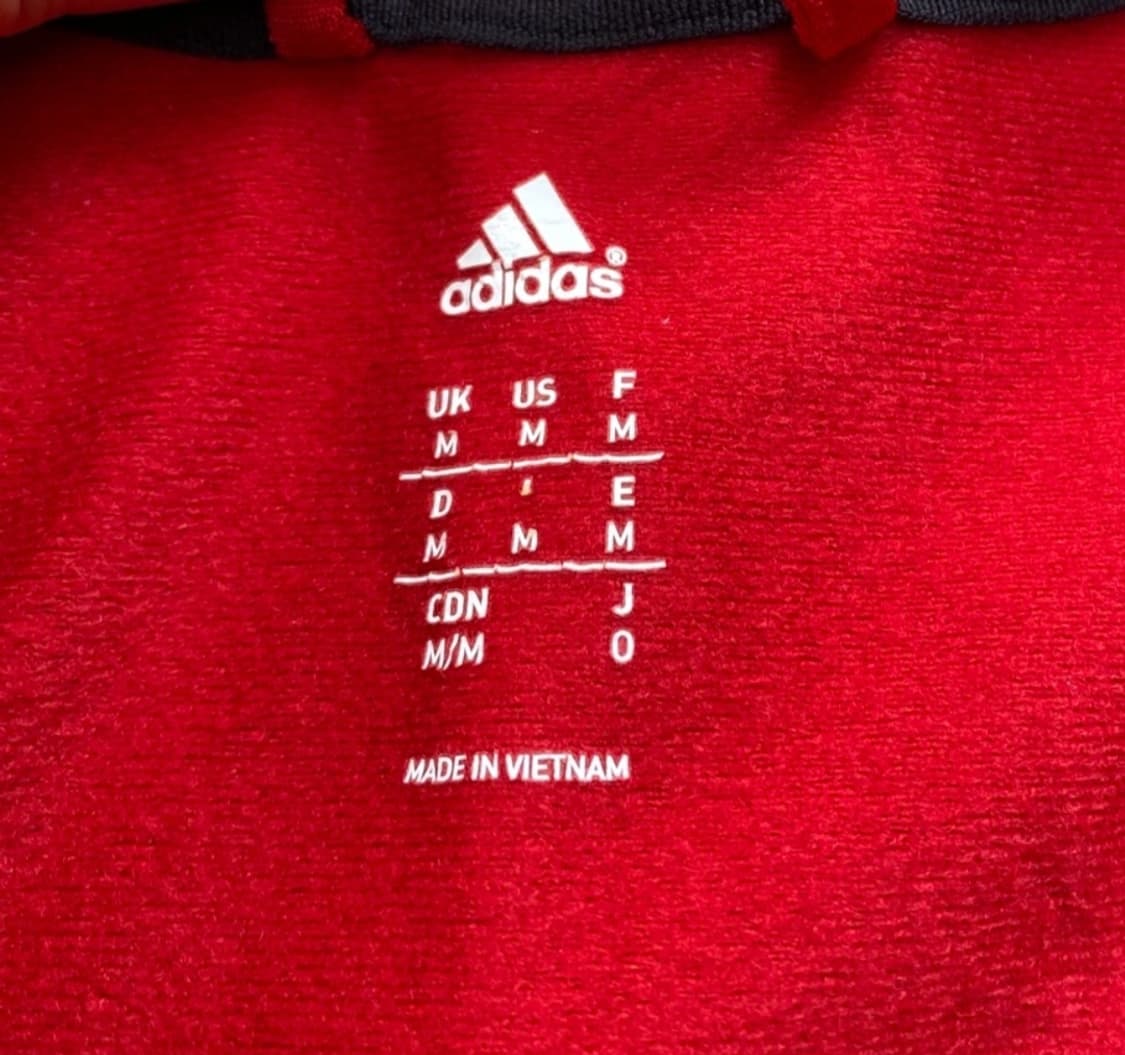 adidas®
UK US F
M M M
D E
M M M
CDN J
M/M O
MADE IN VIETNAM